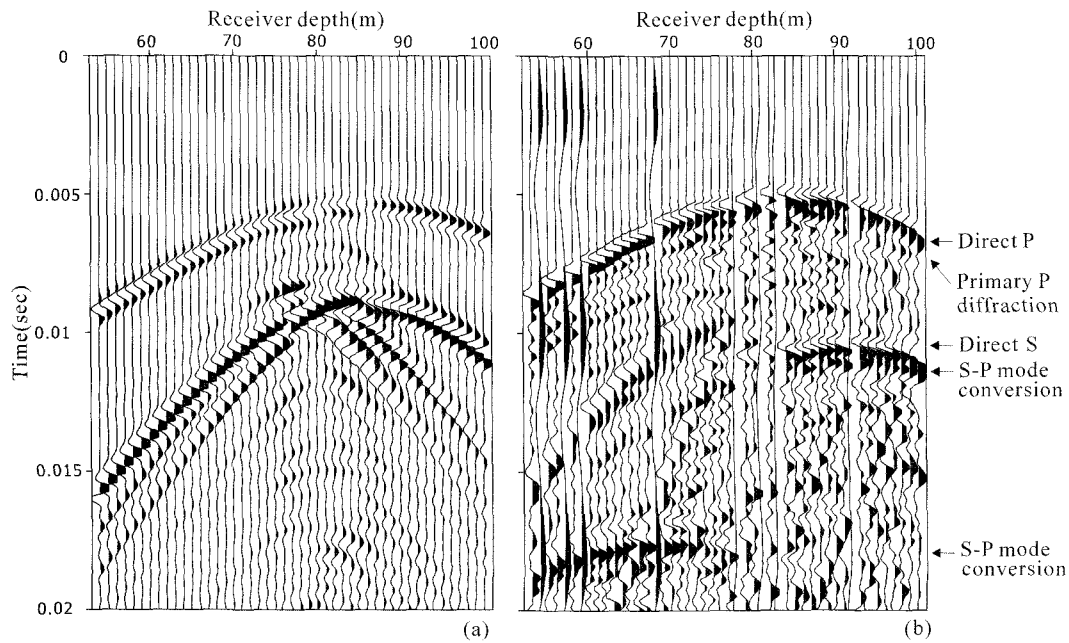 Receiver depth(m)
60 70 80 90 100
Receiver depth(m)
60 70 80 90 100
Time(sec)
0
0.005
0.01
0.015
0.02
Direct P
Primary P
diffraction
Direct S
S-P mode
conversion
S-P mode
conversion
(a)
(b)